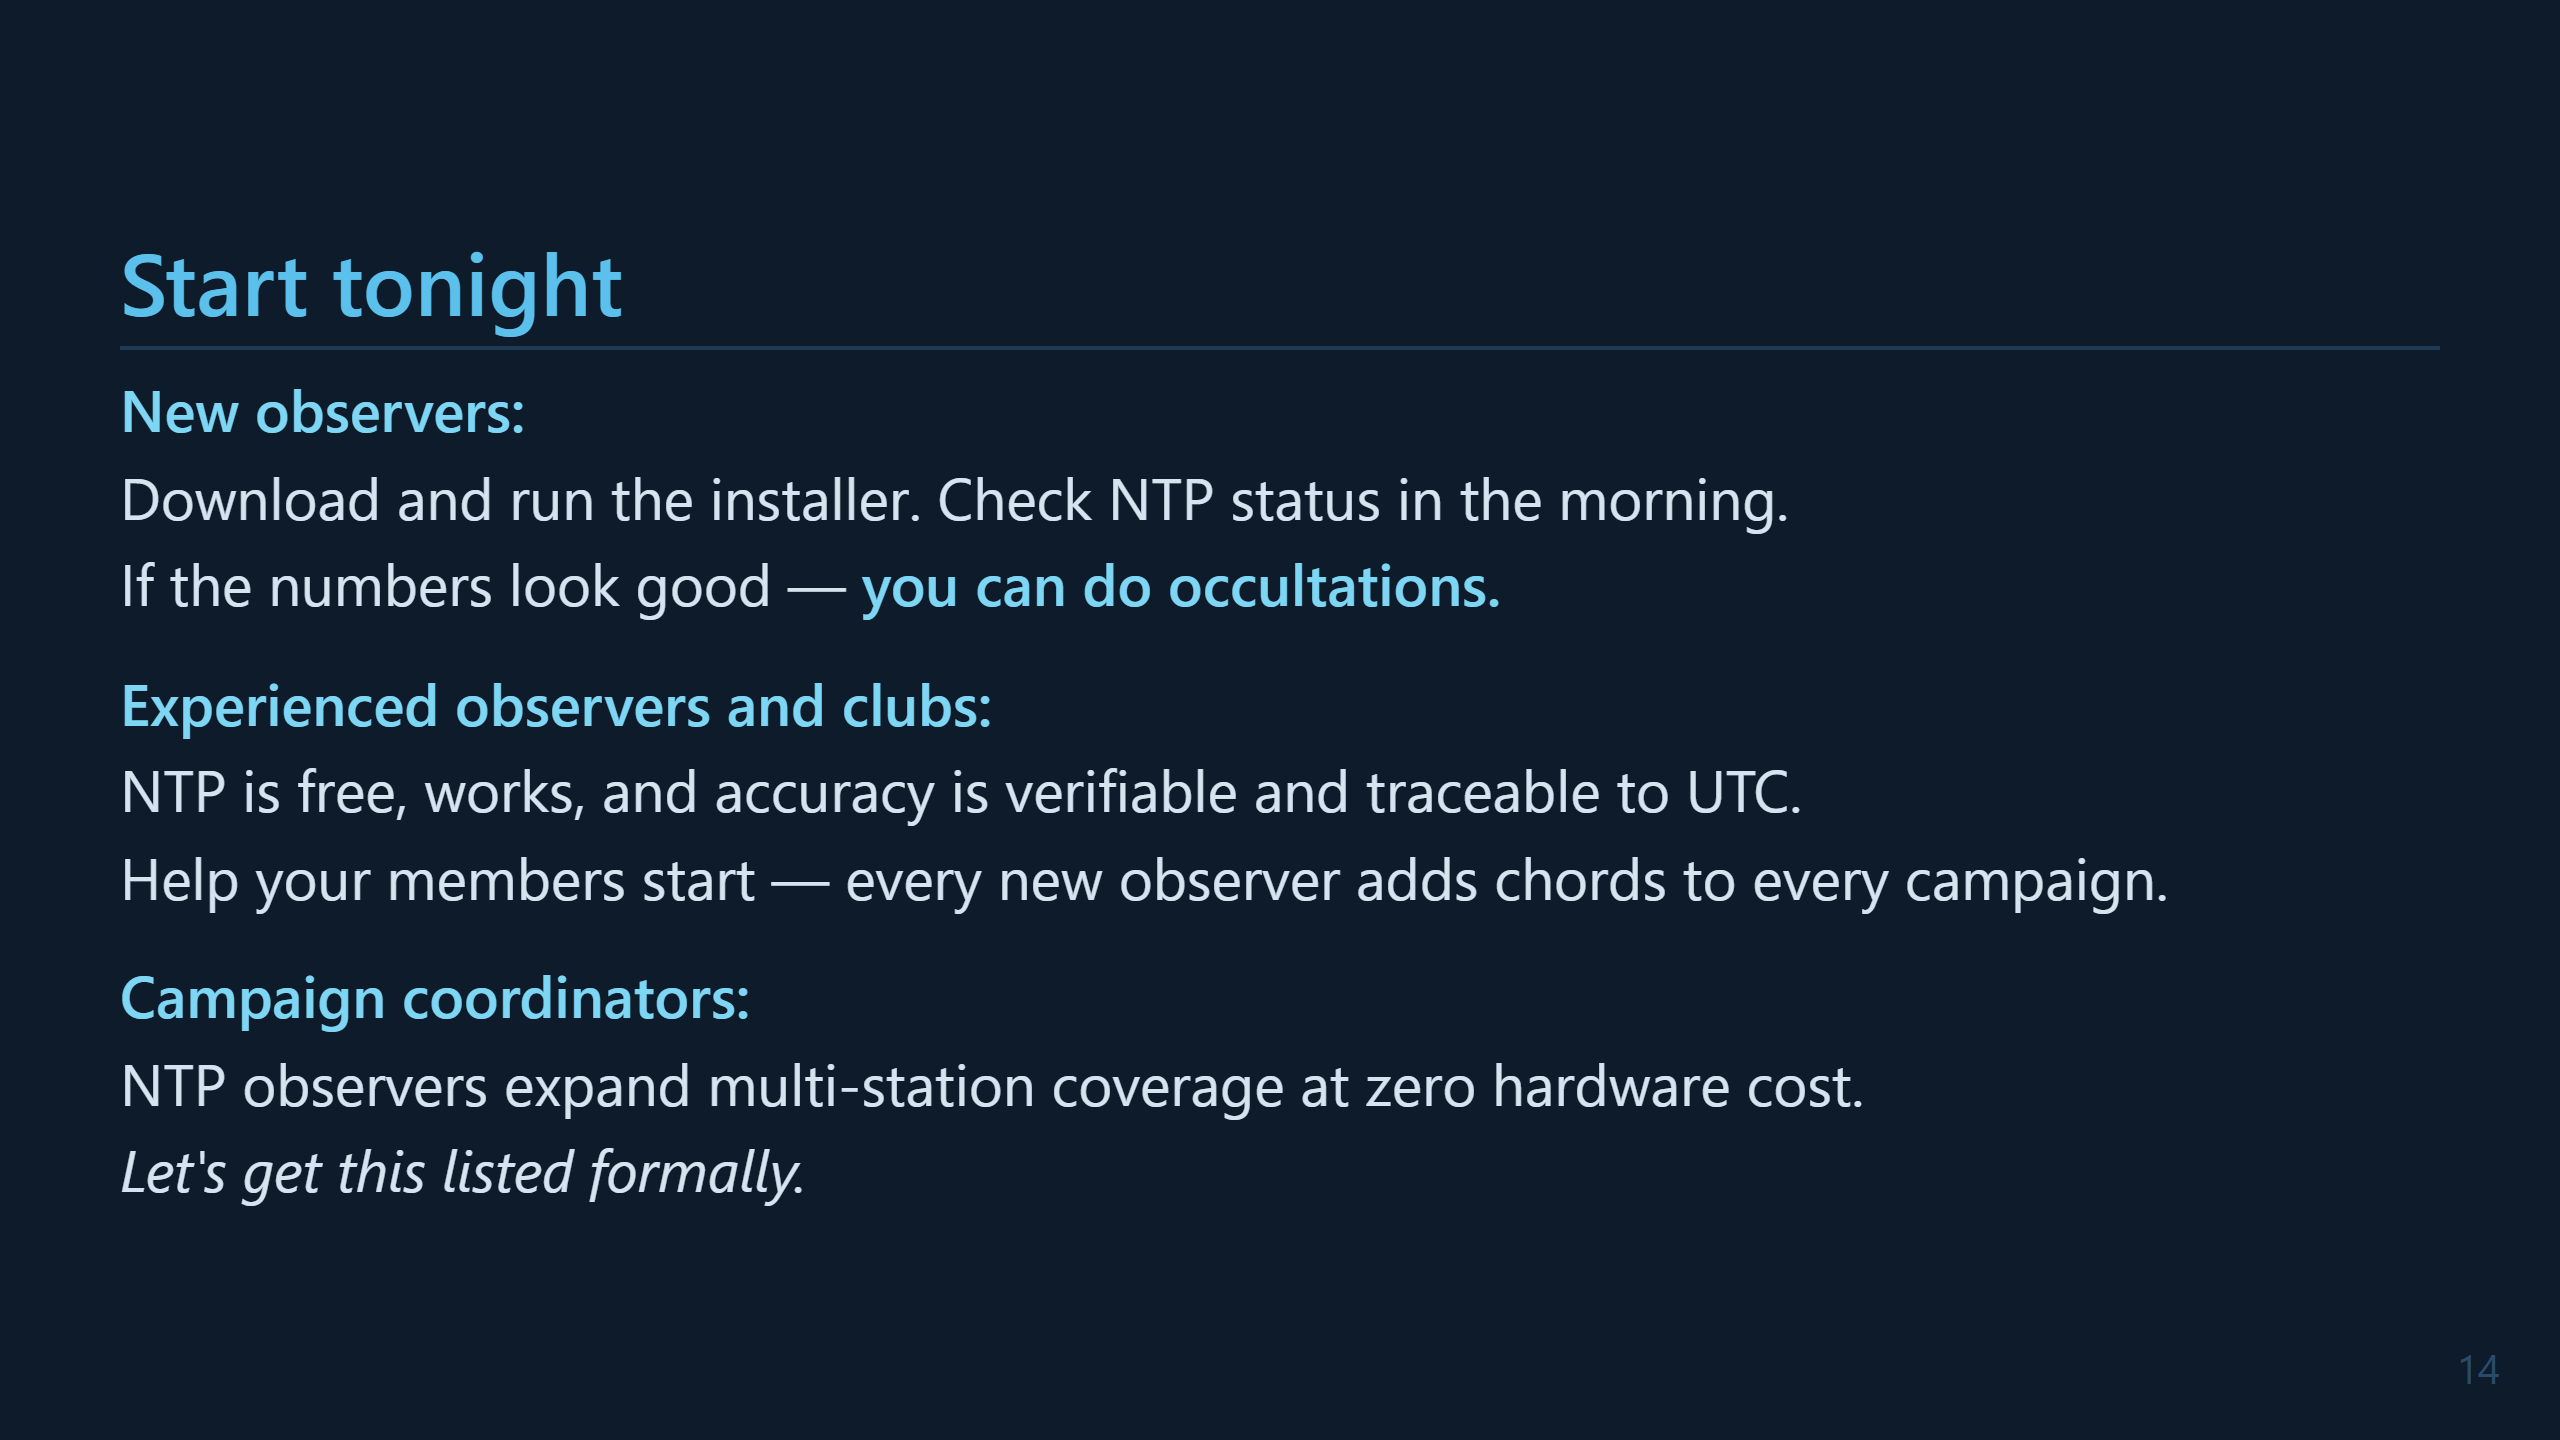 Start tonight
New observers:
Download and run the installer. Check NTP status in the morning.
If the numbers look good — you can do occultations.
Experienced observers and clubs:
NTP is free, works, and accuracy is verifiable and traceable to UTC.
Help your members start — every new observer adds chords to every campaign.
Campaign coordinators:
NTP observers expand multi-station coverage at zero hardware cost.
Let's get this listed formally.
14